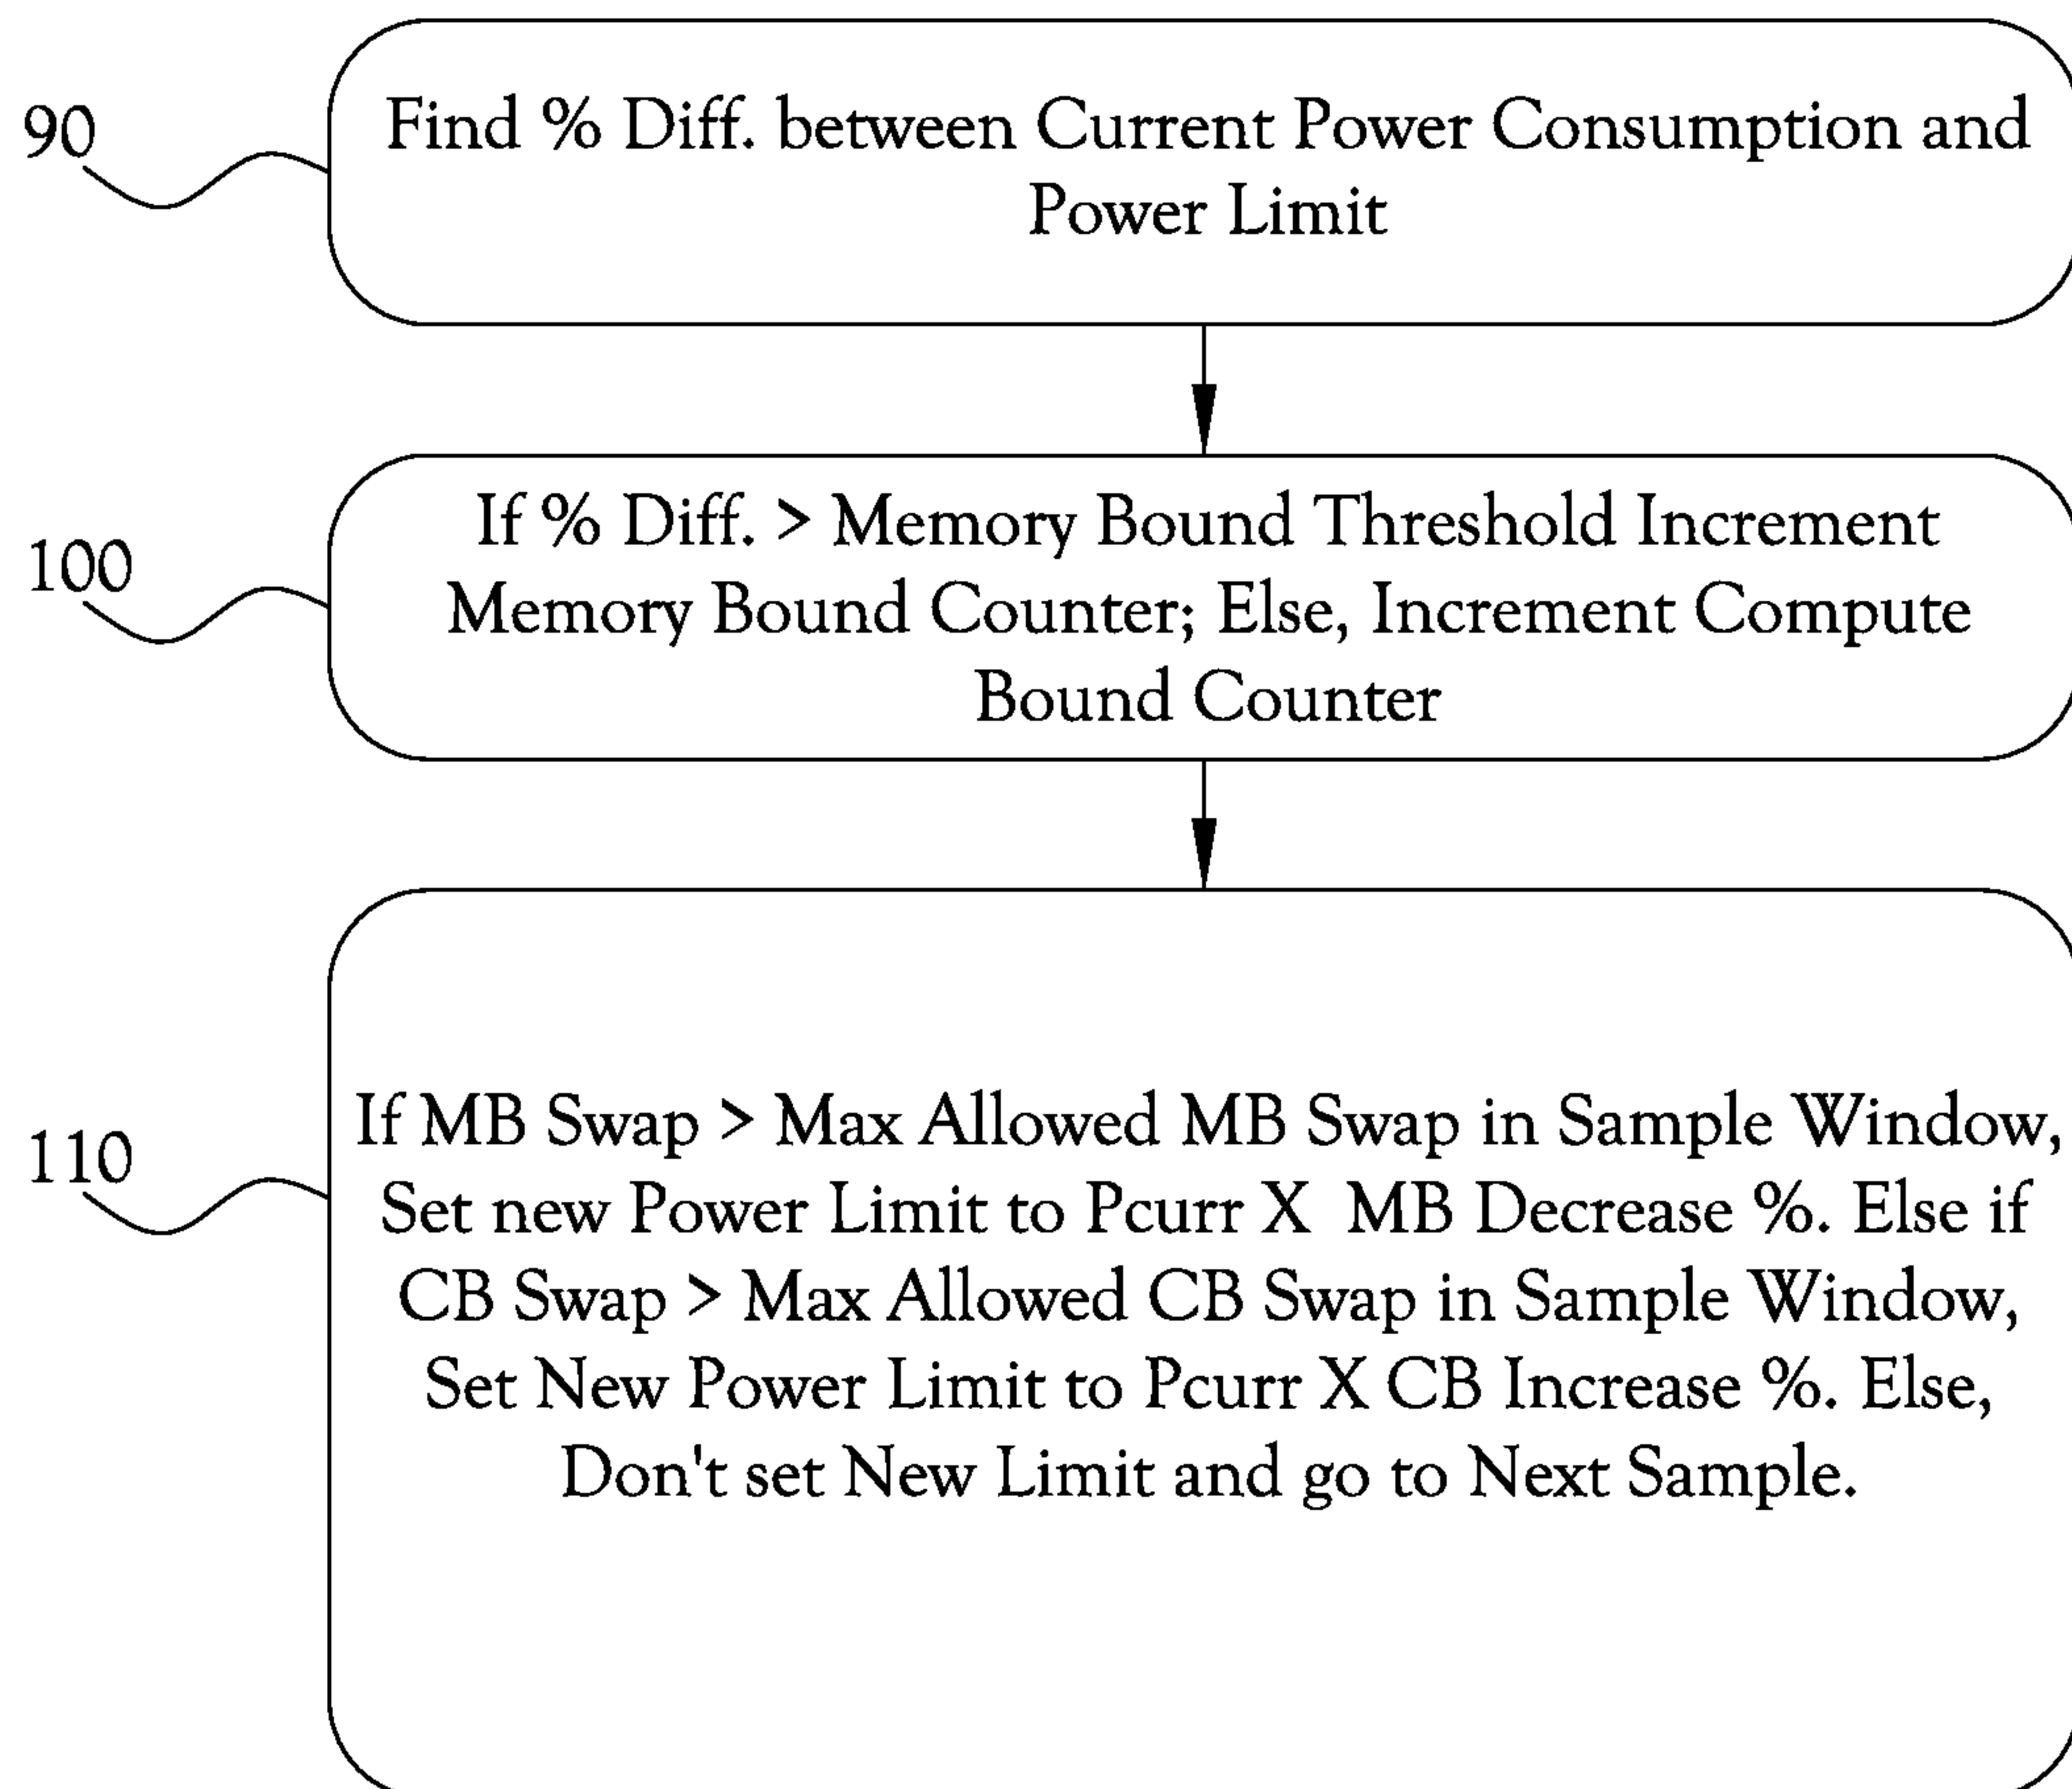 90
Find % Diff. between Current Power Consumption and
Power Limit
100
If % Diff. > Memory Bound Threshold Increment
Memory Bound Counter; Else, Increment Compute
Bound Counter
110
If MB Swap > Max Allowed MB Swap in Sample Window,
Set new Power Limit to Pcurr X MB Decrease %. Else if
CB Swap > Max Allowed CB Swap in Sample Window,
Set New Power Limit to Pcurr X CB Increase %. Else,
Don't set New Limit and go to Next Sample.